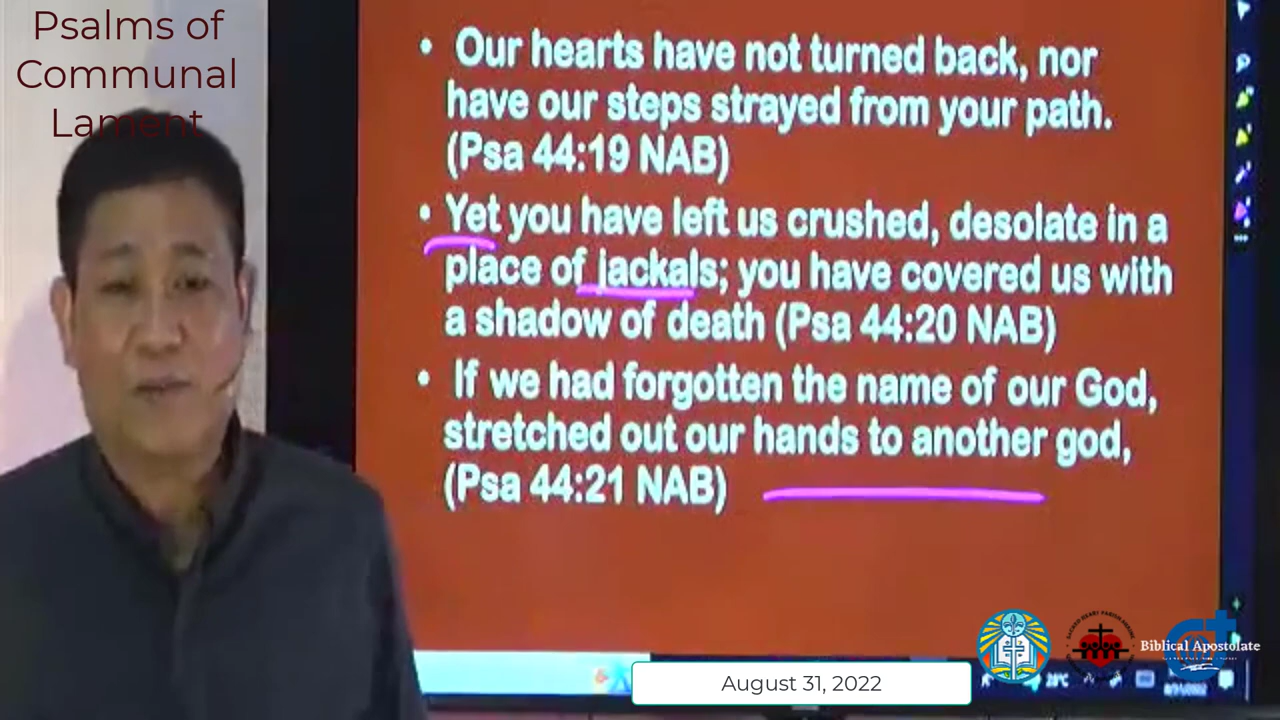 Psalms of
Communal
Lament
• Our hearts have not turned back, nor
have our steps strayed from your path.
(Psa 44:19 NAB)
• Yet you have left us crushed, desolate in a
place of jackals; you have covered us with
a shadow of death (Psa 44:20 NAB)
• If we had forgotten the name of our God,
stretched out our hands to another god,
(Psa 44:21 NAB)
Biblical Apostolate
August 31, 2022